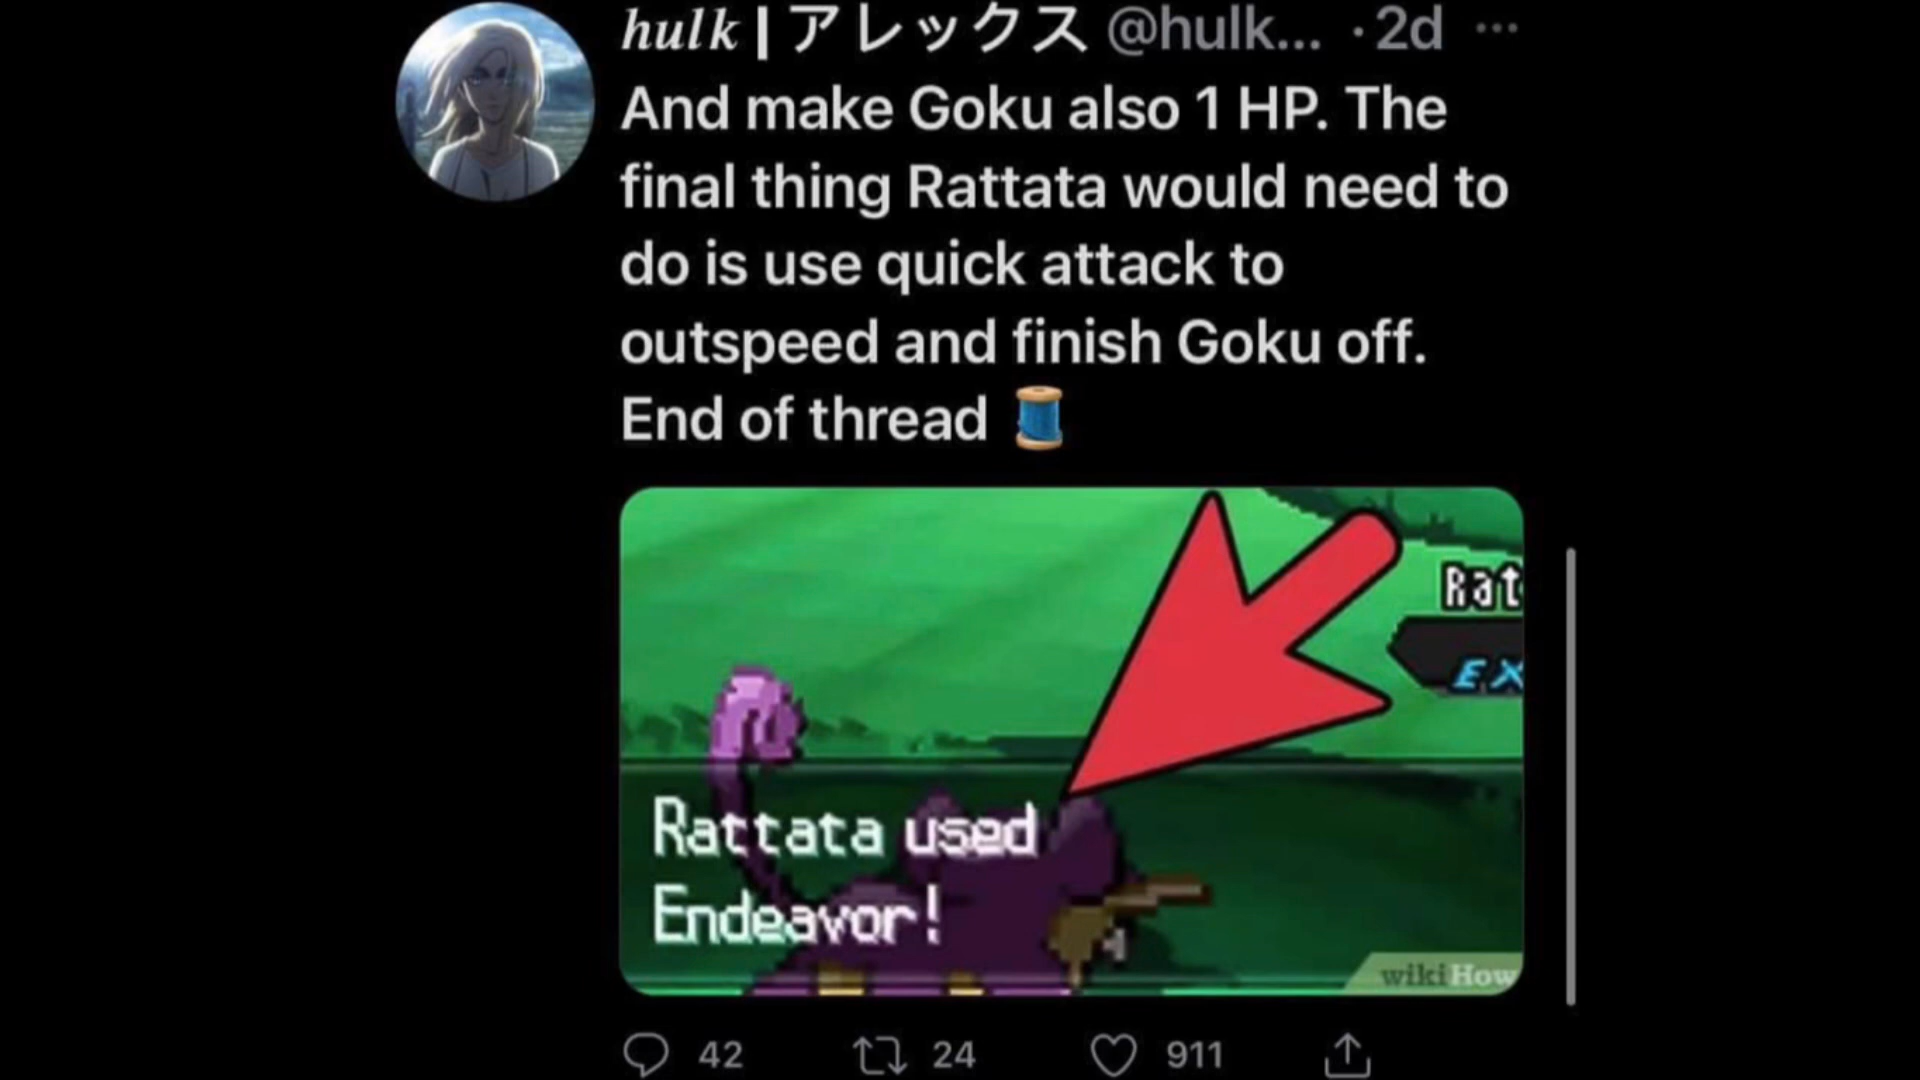 hulk | アレックス @hulk... · 2d ...
And make Goku also 1 HP. The
final thing Rattata would need to
do is use quick attack to
outspeed and finish Goku off.
End of thread 🧵
Rat
EX
Rattata used
Endeavor!
wikiHow
42 24 911